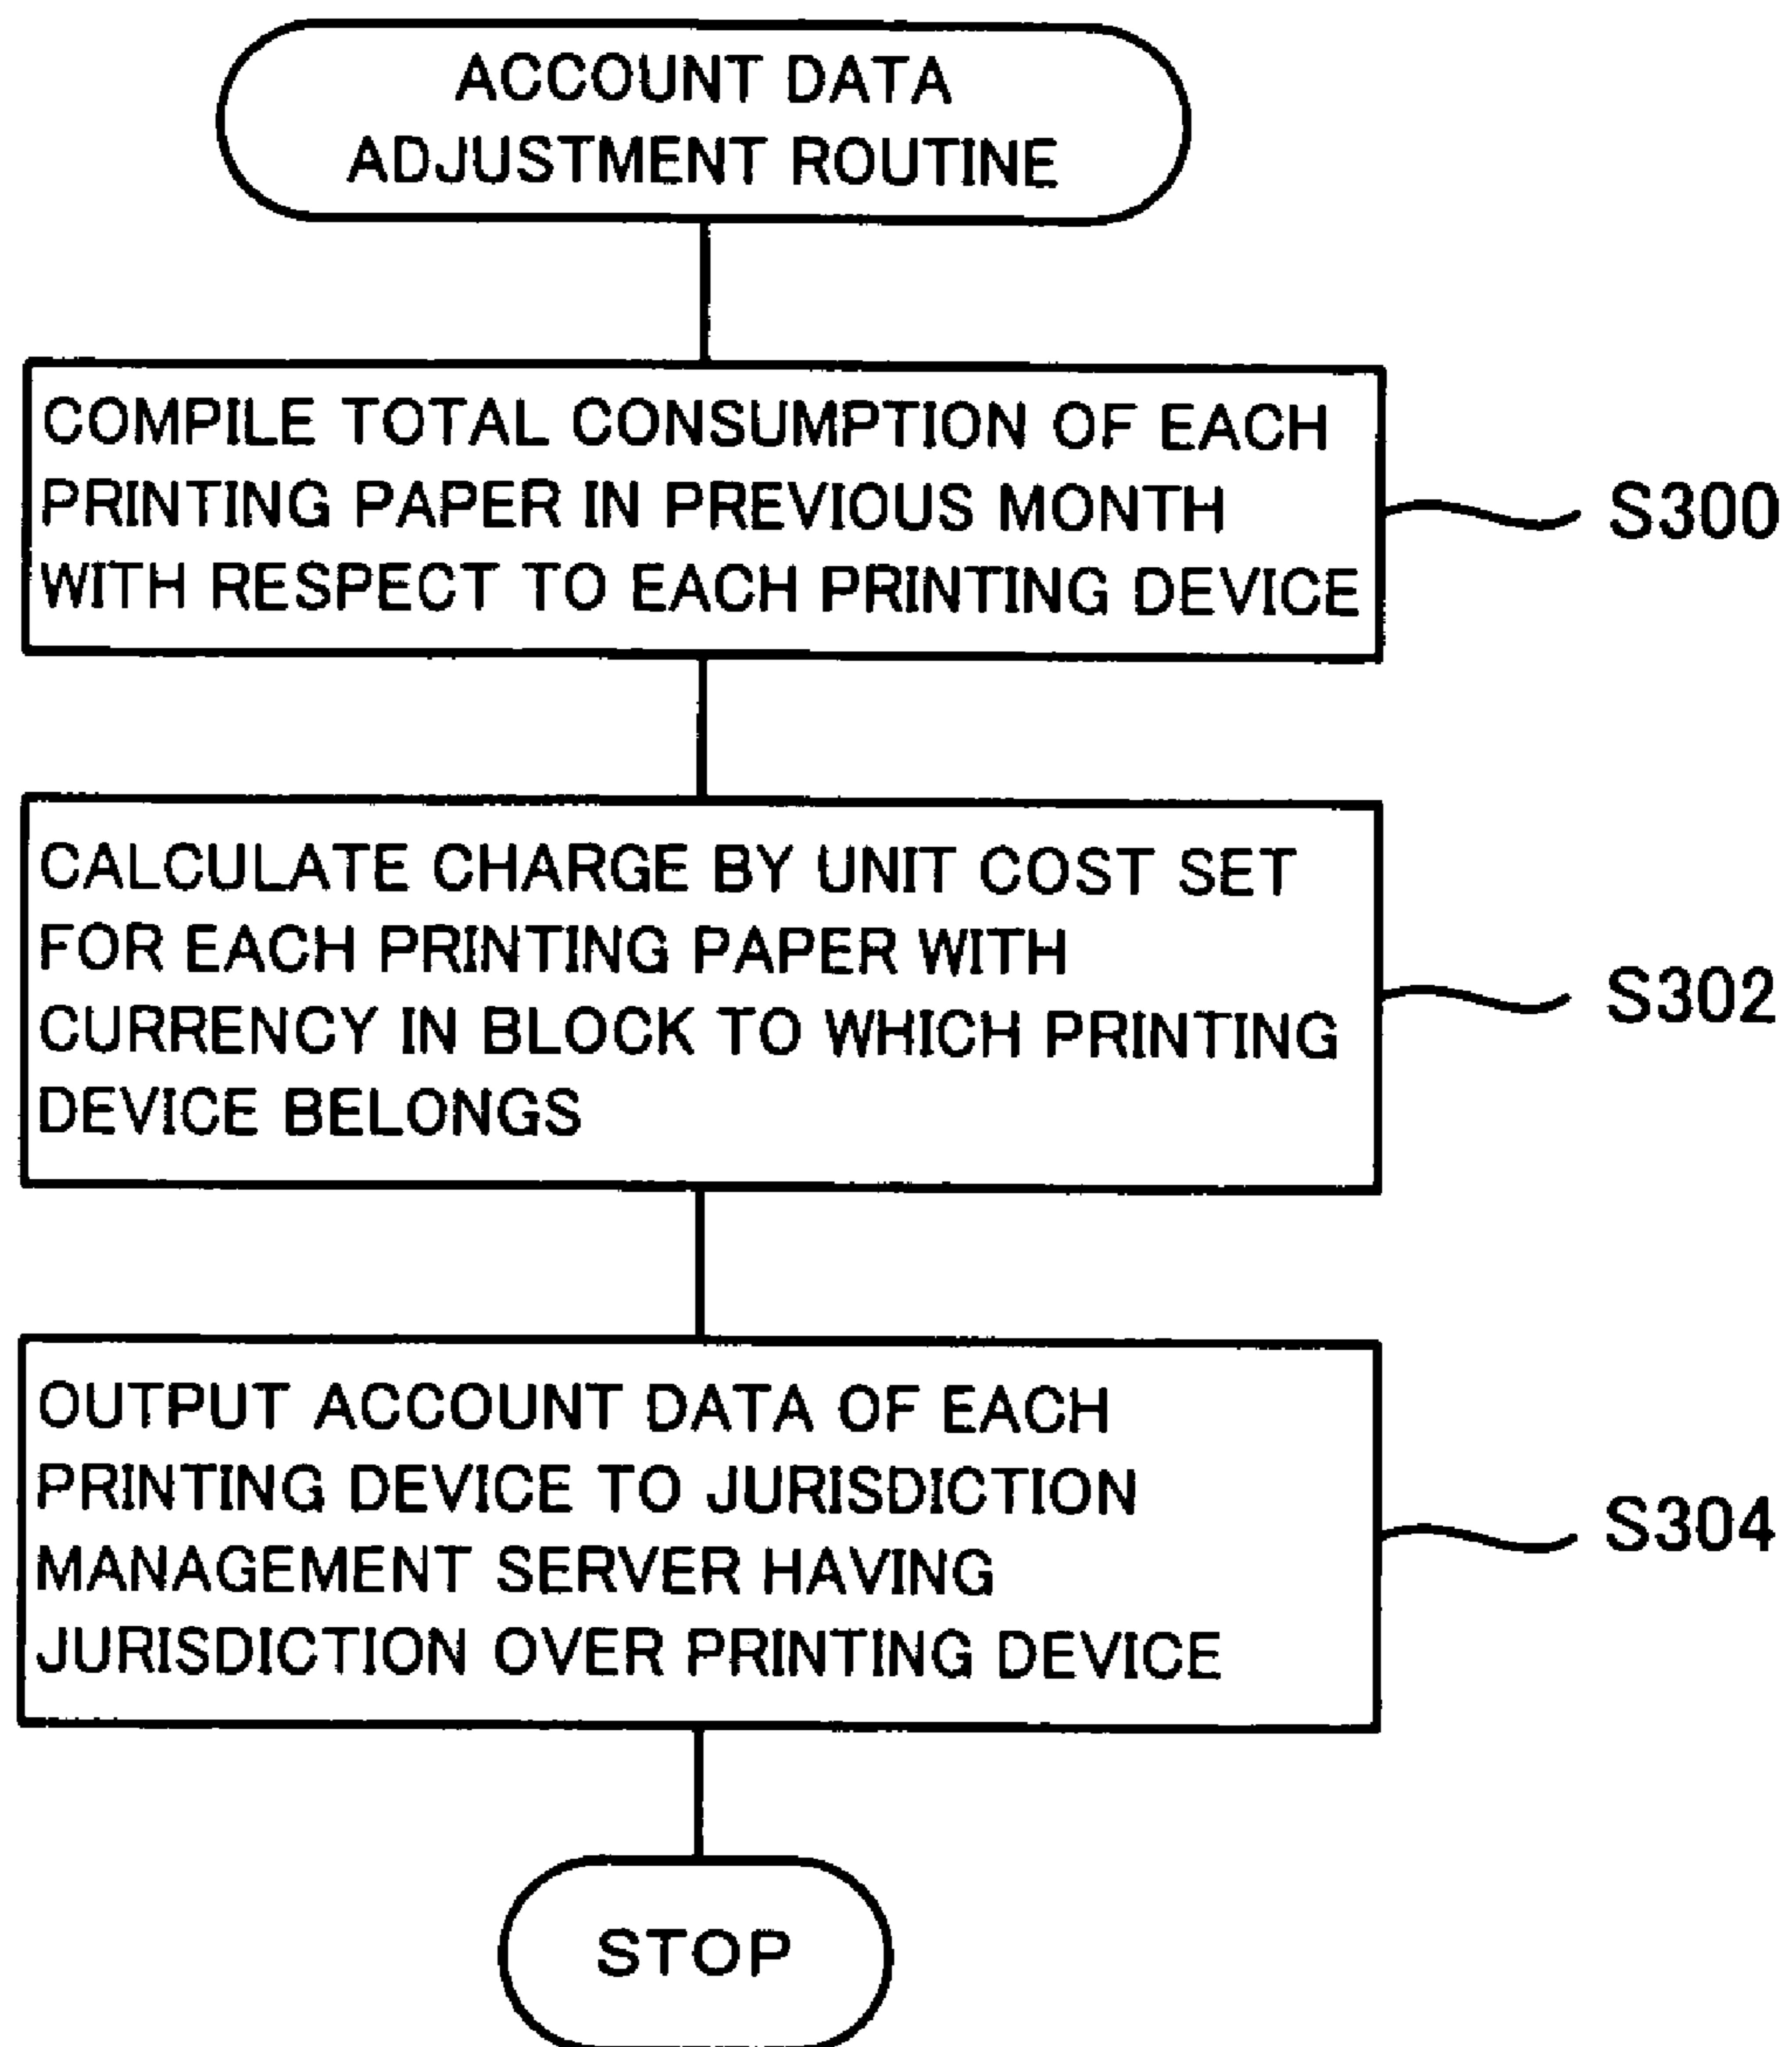 ACCOUNT DATA
ADJUSTMENT ROUTINE
COMPILE TOTAL CONSUMPTION OF EACH
PRINTING PAPER IN PREVIOUS MONTH
WITH RESPECT TO EACH PRINTING DEVICE
S300
CALCULATE CHARGE BY UNIT COST SET
FOR EACH PRINTING PAPER WITH
CURRENCY IN BLOCK TO WHICH PRINTING
DEVICE BELONGS
S302
OUTPUT ACCOUNT DATA OF EACH
PRINTING DEVICE TO JURISDICTION
MANAGEMENT SERVER HAVING
JURISDICTION OVER PRINTING DEVICE
S304
STOP